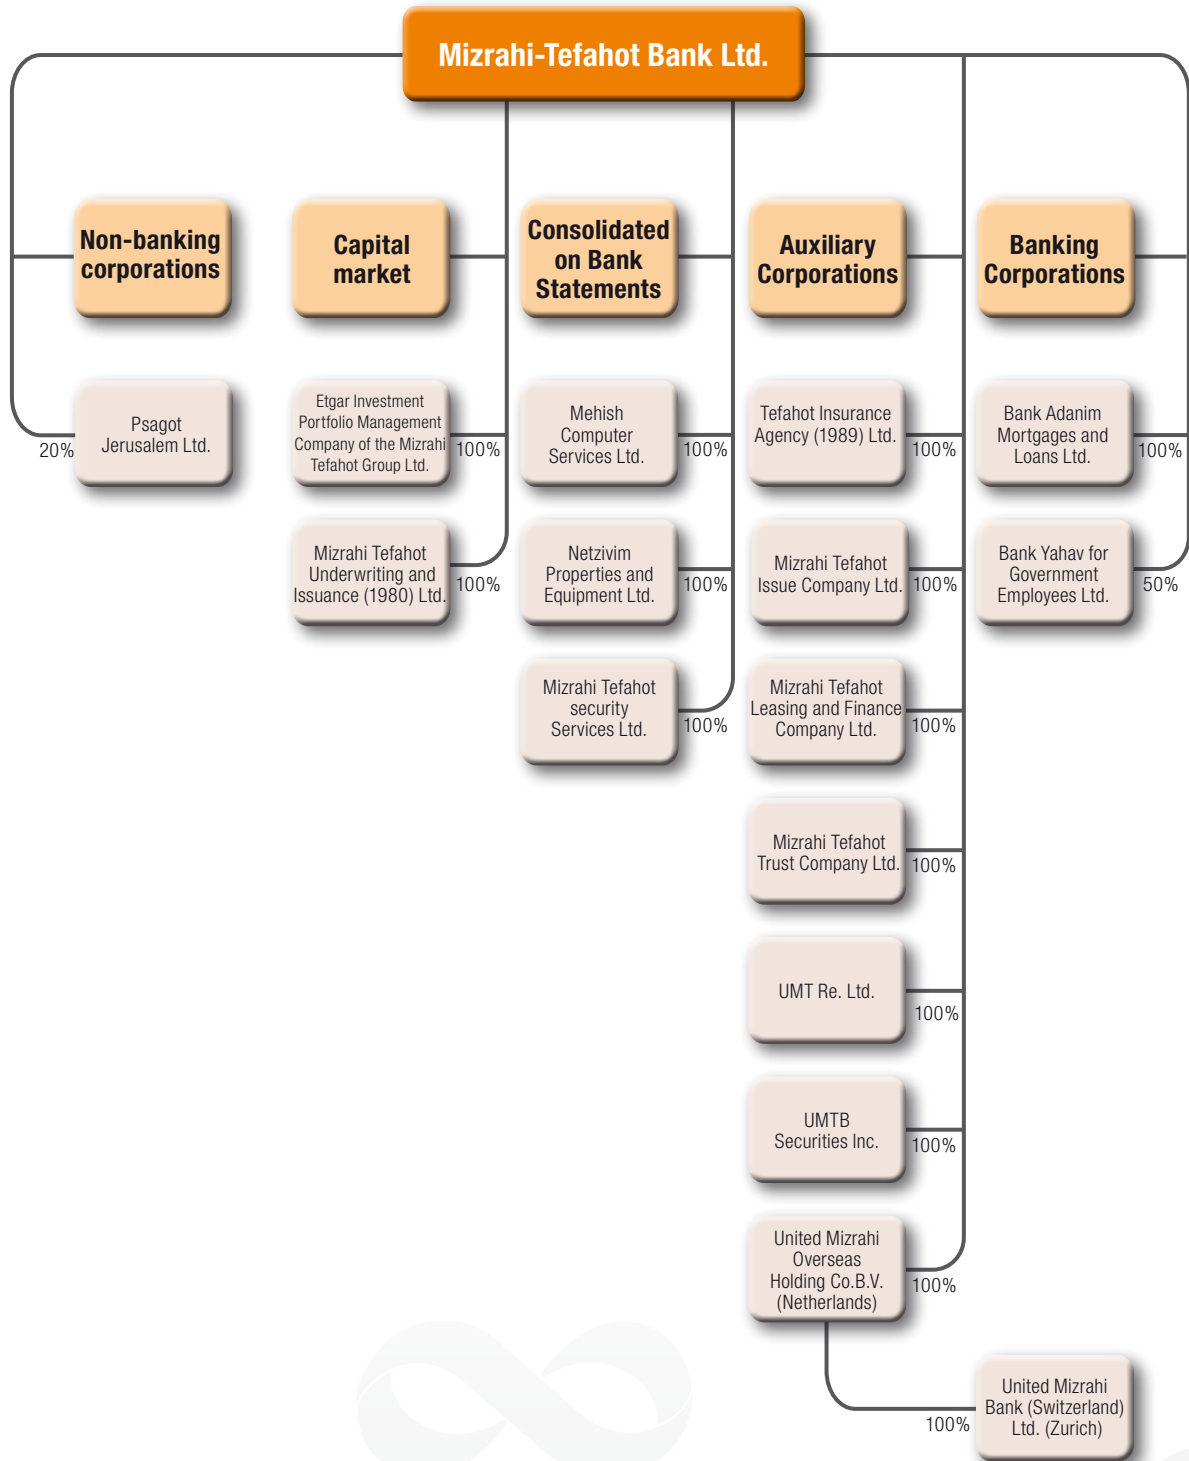 Mizrahi-Tefahot Bank Ltd.
Non-banking
corporations
Capital
market
Consolidated
on Bank
Statements
Auxiliary
Corporations
Banking
Corporations
Psagot
Jerusalem Ltd.
20%
Etgar Investment
Portfolio Management
Company of the Mizrahi
Tefahot Group Ltd.
100%
Mehish
Computer
Services Ltd.
100%
Tefahot Insurance
Agency (1989) Ltd.
100%
Bank Adanim
Mortgages and
Loans Ltd.
100%
Mizrahi Tefahot
Underwriting and
Issuance (1980) Ltd.
100%
Netzivim
Properties and
Equipment Ltd.
100%
Mizrahi Tefahot
Issue Company Ltd.
100%
Bank Yahav for
Government
Employees Ltd.
50%
Mizrahi Tefahot
security
Services Ltd.
100%
Mizrahi Tefahot
Leasing and Finance
Company Ltd.
100%
Mizrahi Tefahot
Trust Company Ltd.
100%
UMT Re. Ltd.
100%
UMTB
Securities Inc.
100%
United Mizrahi
Overseas
Holding Co.B.V.
(Netherlands)
100%
United Mizrahi
Bank (Switzerland)
Ltd. (Zurich)
100%